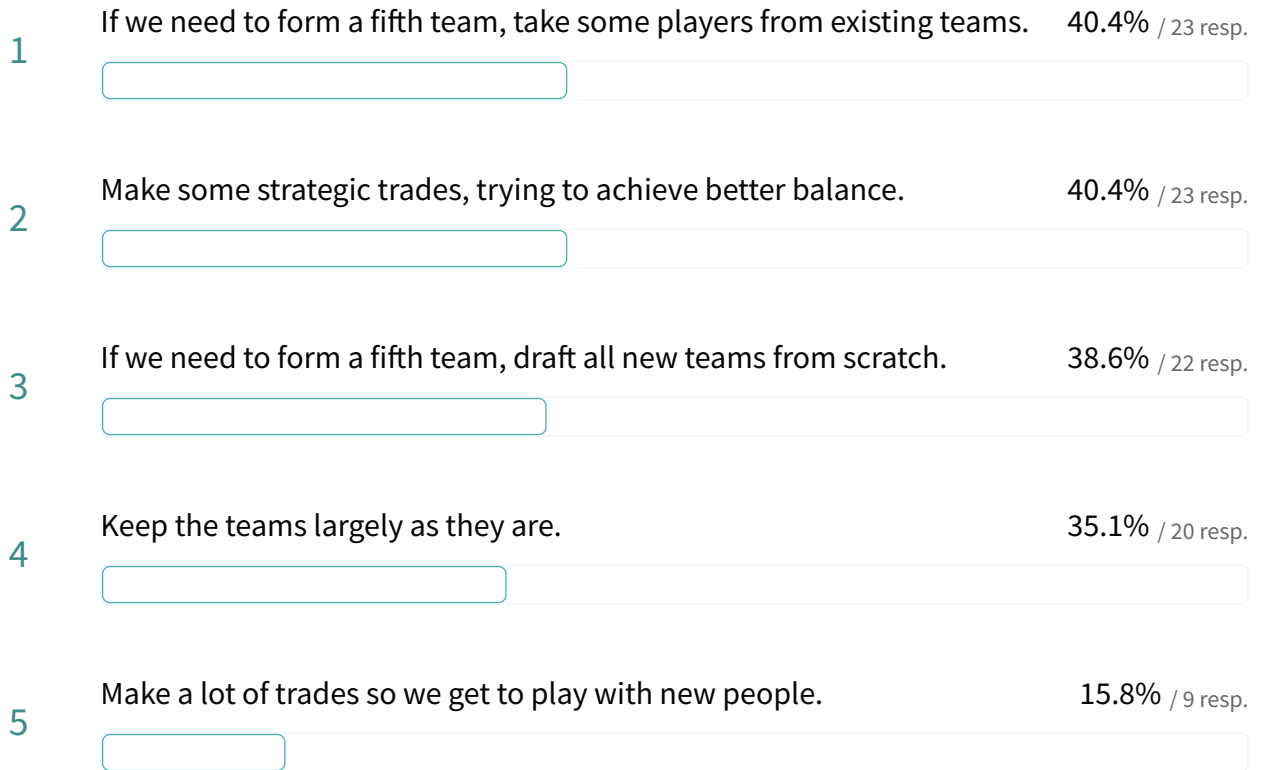 1 If we need to form a fifth team, take some players from existing teams. 40.4% / 23 resp.
2 Make some strategic trades, trying to achieve better balance. 40.4% / 23 resp.
3 If we need to form a fifth team, draft all new teams from scratch. 38.6% / 22 resp.
4 Keep the teams largely as they are. 35.1% / 20 resp.
5 Make a lot of trades so we get to play with new people. 15.8% / 9 resp.